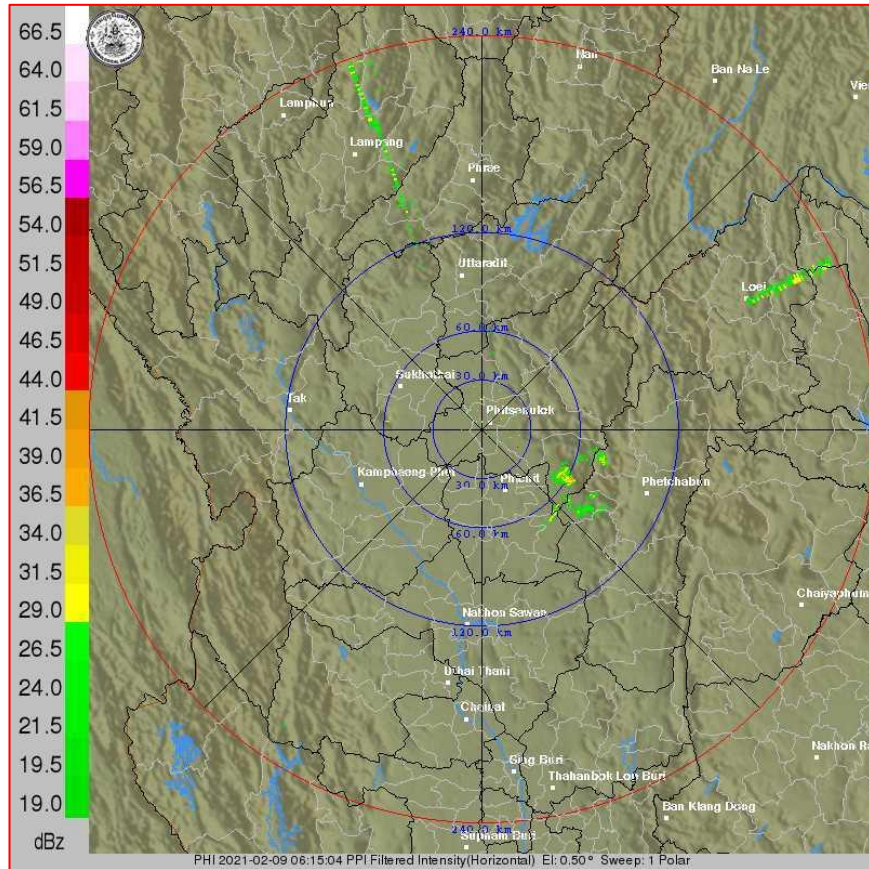 66.5
64.0
61.5
59.0
56.5
54.0
51.5
49.0
46.5
44.0
41.5
39.0
36.5
34.0
31.5
29.0
26.5
24.0
21.5
19.5
19.0
dBz
240.0 km
Nan
Ban Na Le
Vien
Lamphun
Lampang
Phrae
120.0 km
Uttaradit
Loei
60.0 km
30.0 km
Sukhothai
Tak
Phitsanulok
Kamphaeng Phet
Phichit
30.0 km
Phetchabun
60.0 km
Chaiyaphum
Nakhon Sawan
120.0 km
Uthai Thani
Chainat
Nakhon Ra
Sing Buri
Thahanbok Lop Buri
Ban Klang Dong
240.0 km
Suphan Buri
PHI 2021-02-09 06:15:04 PPI Filtered Intensity(Horizontal) El: 0.50° Sweep: 1 Polar